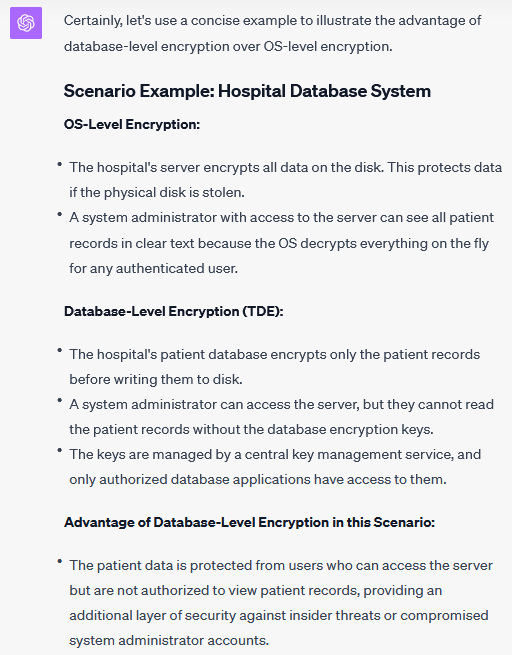 Certainly, let's use a concise example to illustrate the advantage of
database-level encryption over OS-level encryption.
Scenario Example: Hospital Database System
OS-Level Encryption:
• The hospital's server encrypts all data on the disk. This protects data
if the physical disk is stolen.
• A system administrator with access to the server can see all patient
records in clear text because the OS decrypts everything on the fly
for any authenticated user.
Database-Level Encryption (TDE):
• The hospital's patient database encrypts only the patient records
before writing them to disk.
• A system administrator can access the server, but they cannot read
the patient records without the database encryption keys.
• The keys are managed by a central key management service, and
only authorized database applications have access to them.
Advantage of Database-Level Encryption in this Scenario:
• The patient data is protected from users who can access the server
but are not authorized to view patient records, providing an
additional layer of security against insider threats or compromised
system administrator accounts.